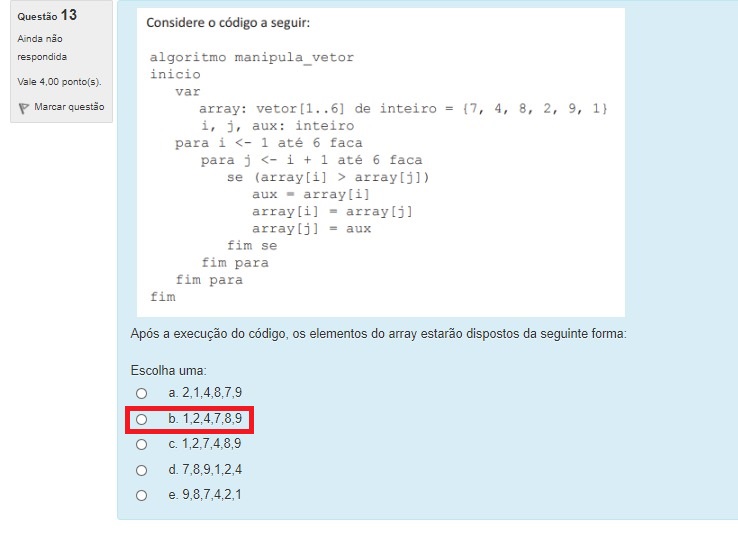 Questão 13
Ainda não
respondida
Vale 4,00 ponto(s).
Marcar questão
Considere o código a seguir:
algoritmo manipula_vetor
inicio
var
array: vetor[1..6] de inteiro = {7, 4, 8, 2, 9, 1}
i, j, aux: inteiro
para i <- 1 até 6 faca
para j <- i + 1 até 6 faca
se (array[i] > array[j])
aux = array[i]
array[i] = array[j]
array[j] = aux
fim se
fim para
fim para
fim
Após a execução do código, os elementos do array estarão dispostos da seguinte forma:
Escolha uma:
a. 2,1,4,8,7,9
b. 1,2,4,7,8,9
c. 1,2,7,4,8,9
d. 7,8,9,1,2,4
e. 9,8,7,4,2,1